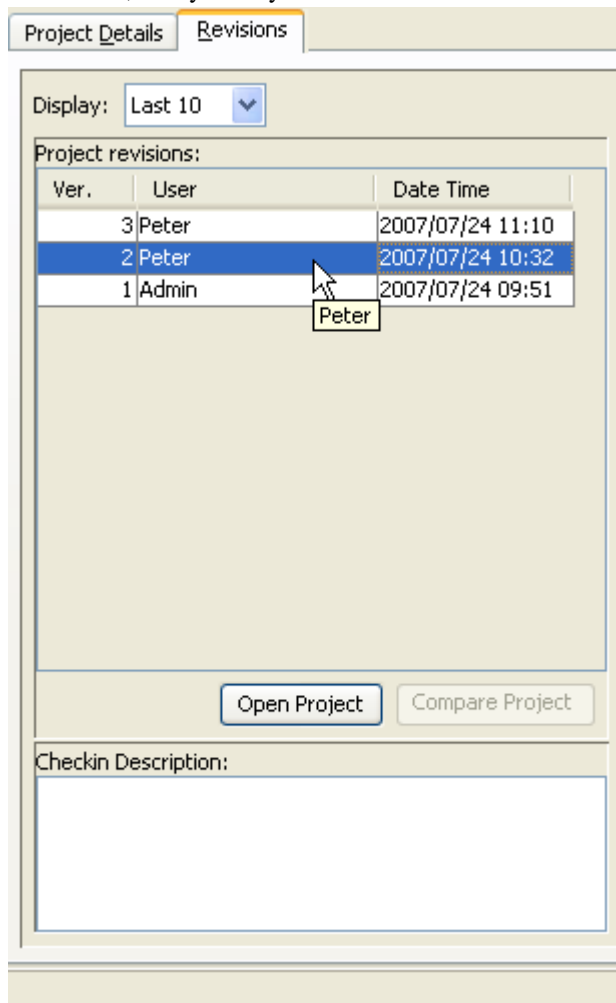 Project Details Revisions
Display: Last 10
Project revisions:
Ver. User Date Time
3 Peter 2007/07/24 11:10
2 Peter 2007/07/24 10:32
1 Admin 2007/07/24 09:51
Peter
Open Project Compare Project
Checkin Description: